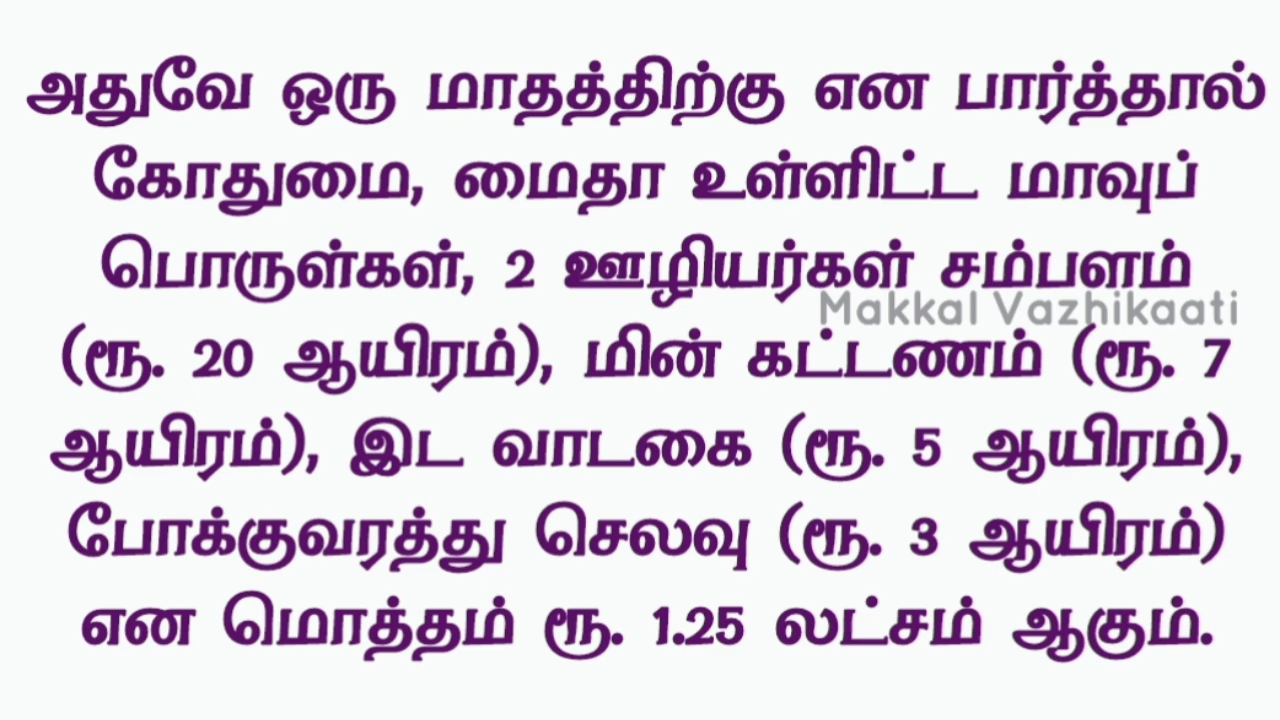 அதுவே ஒரு மாதத்திற்கு என பார்த்தால்
கோதுமை, மைதா உள்ளிட்ட மாவுப்
பொருள்கள், 2 ஊழியர்கள் சம்பளம்
Makkal Vazhikaati
(ரூ. 20 ஆயிரம்), மின் கட்டணம் (ரூ. 7
ஆயிரம்), இட வாடகை (ரூ. 5 ஆயிரம்),
போக்குவரத்து செலவு (ரூ. 3 ஆயிரம்)
என மொத்தம் ரூ. 1.25 லட்சம் ஆகும்.